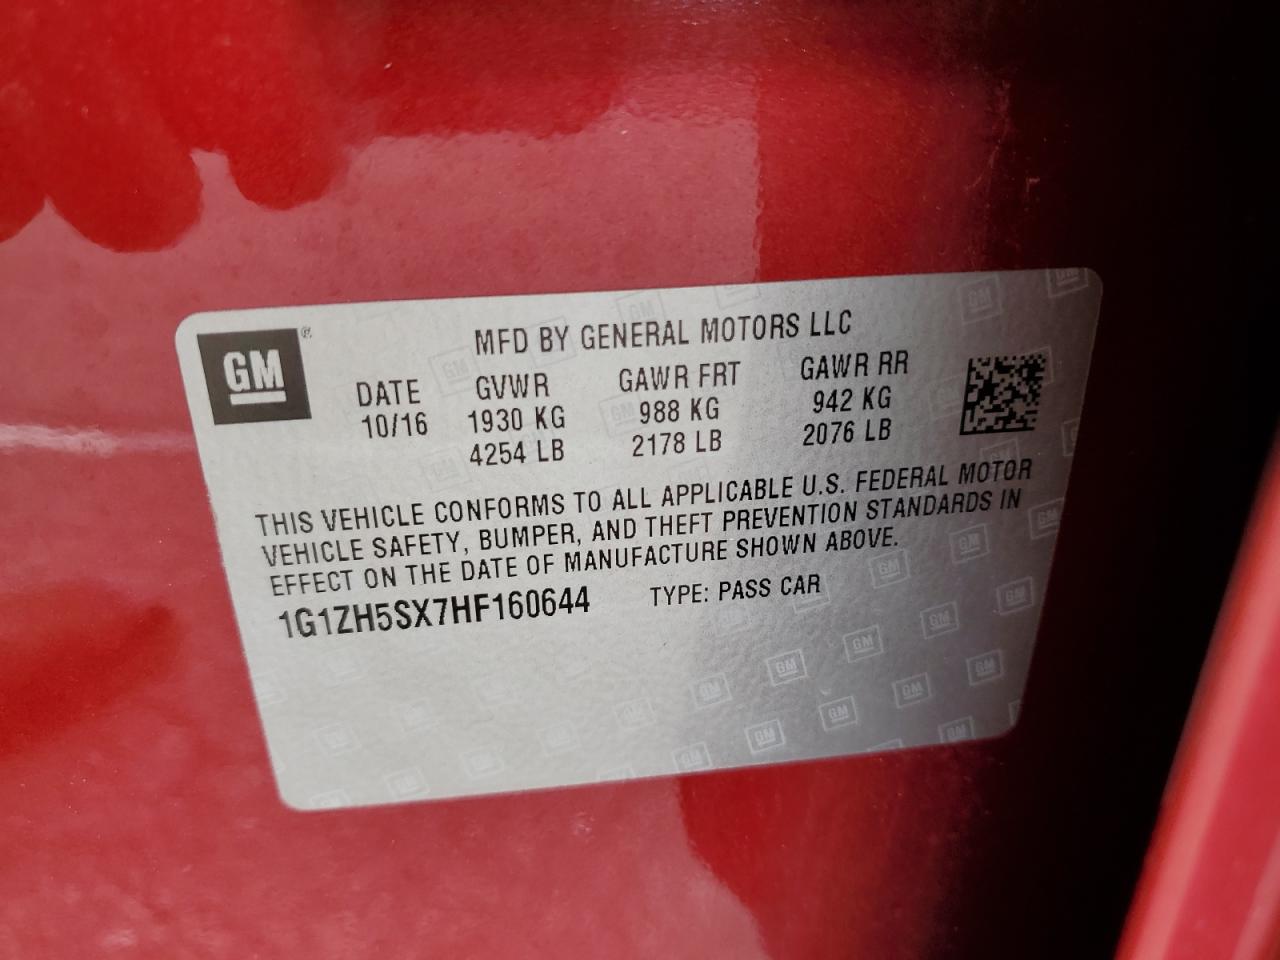 GM
MFD BY GENERAL MOTORS LLC
DATE GVWR GAWR FRT GAWR RR
10/16 1930 KG 988 KG 942 KG
4254 LB 2178 LB 2076 LB
THIS VEHICLE CONFORMS TO ALL APPLICABLE U.S. FEDERAL MOTOR
VEHICLE SAFETY, BUMPER, AND THEFT PREVENTION STANDARDS IN
EFFECT ON THE DATE OF MANUFACTURE SHOWN ABOVE.
1G1ZH5SX7HF160644 TYPE: PASS CAR